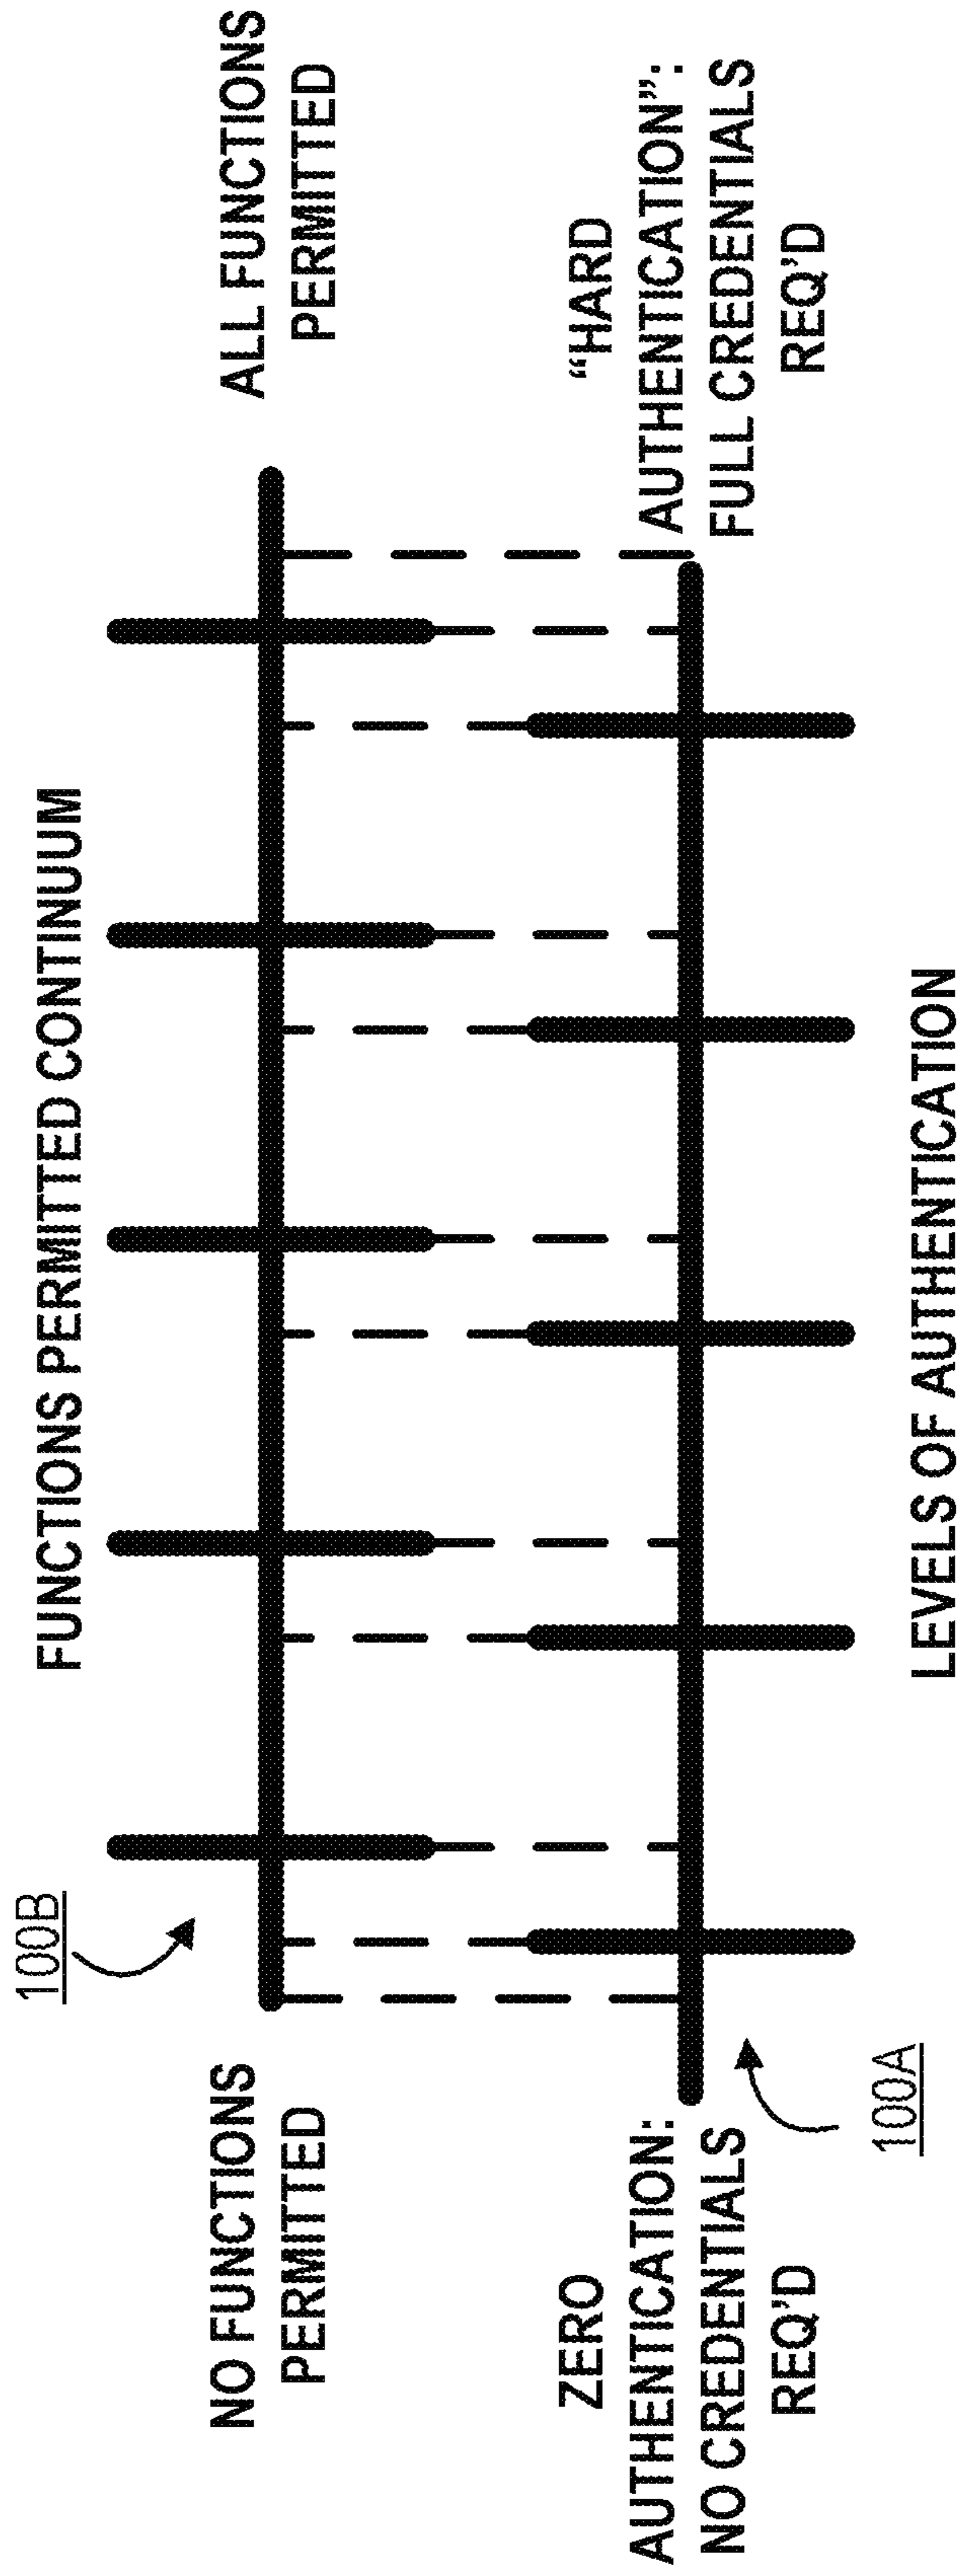 FUNCTIONS PERMITTED CONTINUUM
100B
NO FUNCTIONS
PERMITTED
ALL FUNCTIONS
PERMITTED
ZERO
AUTHENTICATION:
NO CREDENTIALS
REQ'D
“HARD
AUTHENTICATION”:
FULL CREDENTIALS
REQ'D
100A
LEVELS OF AUTHENTICATION